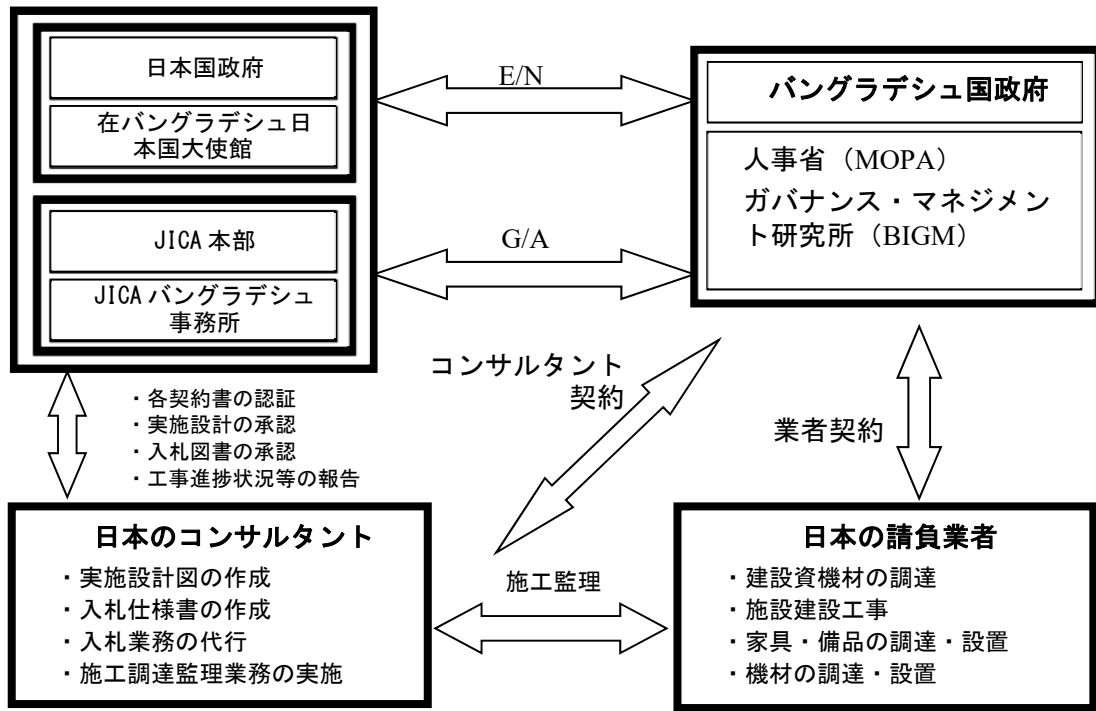 日本国政府
在バングラデシュ日
本国大使館
JICA 本部
JICA バングラデシュ
事務所
E/N
G/A
バングラデシュ国政府
人事省(MOPA)
ガバナンス・マネジメン
ト研究所(BIGM)
・各契約書の認証
・実施設計の承認
・入札図書の承認
・工事進捗状況等の報告
コンサルタント
契約
業者契約
日本のコンサルタント
・実施設計図の作成
・入札仕様書の作成
・入札業務の代行
・施工調達監理業務の実施
施工監理
日本の請負業者
・建設資機材の調達
・施設建設工事
・家具・備品の調達・設置
・機材の調達・設置